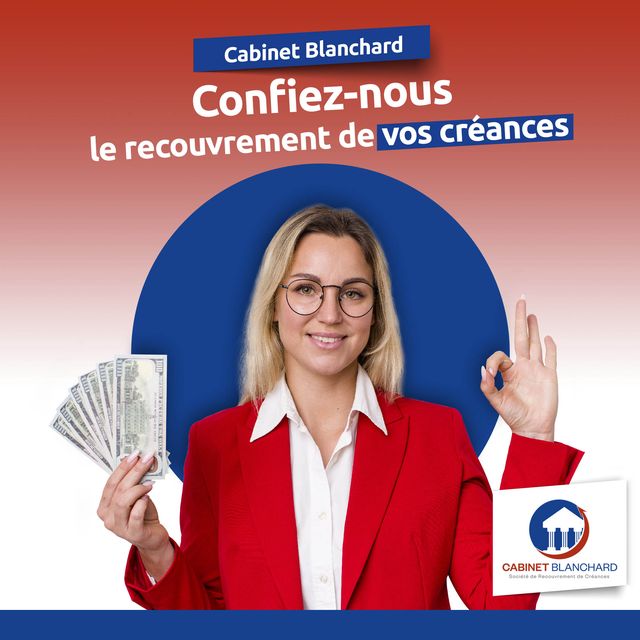 Cabinet Blanchard
Confiez-nous
le recouvrement de vos créances
CABINET BLANCHARD
Société de Recouvrement de Créances